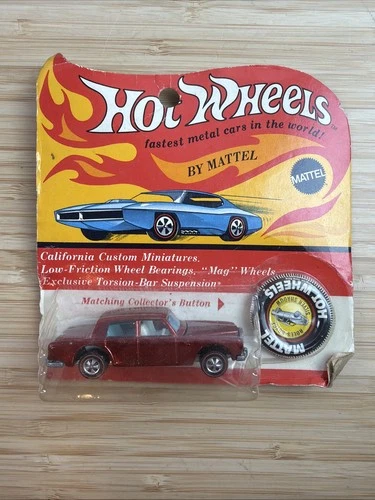 Hot Wheels
fastest metal cars in the world!
BY MATTEL
MATTEL
California Custom Miniatures.
Low-Friction Wheel Bearings, "Mag" Wheels
Exclusive Torsion-Bar Suspension
Matching Collector's Button
HOT WHEELS
MATTEL